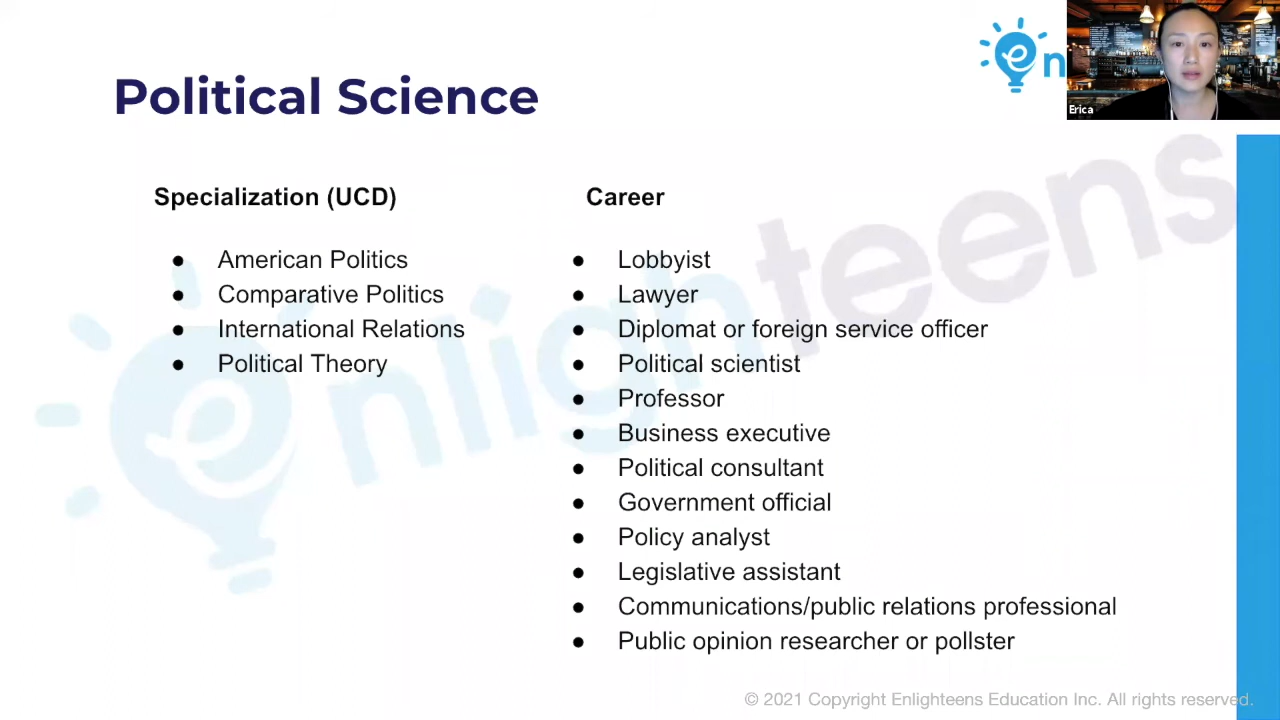 Political Science
en
Erica
Specialization (UCD)
American Politics
Comparative Politics
International Relations
Political Theory
Career
Lobbyist
Lawyer
Diplomat or foreign service officer
Political scientist
Professor
Business executive
Political consultant
Government official
Policy analyst
Legislative assistant
Communications/public relations professional
Public opinion researcher or pollster
enlighteens
© 2021 Copyright Enlighteens Education Inc. All rights reserved.